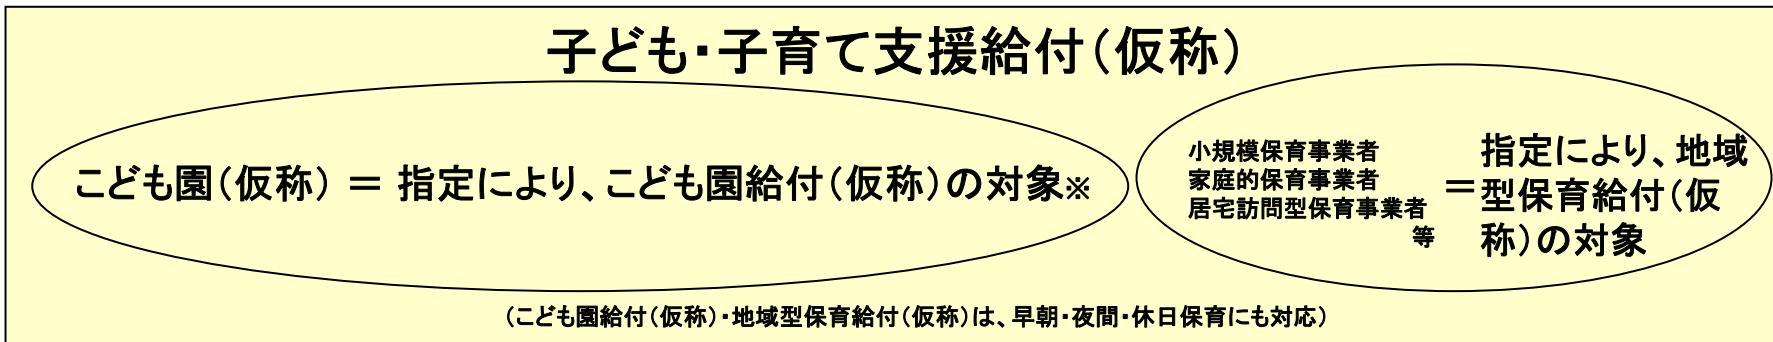 子ども・子育て支援給付（仮称）
こども園（仮称） ＝ 指定により、こども園給付（仮称）の対象※
小規模保育事業者
家庭的保育事業者
居宅訪問型保育事業者
等
＝
指定により、地域
型保育給付（仮
称）の対象
（こども園給付（仮称）・地域型保育給付（仮称）は、早朝・夜間・休日保育にも対応）